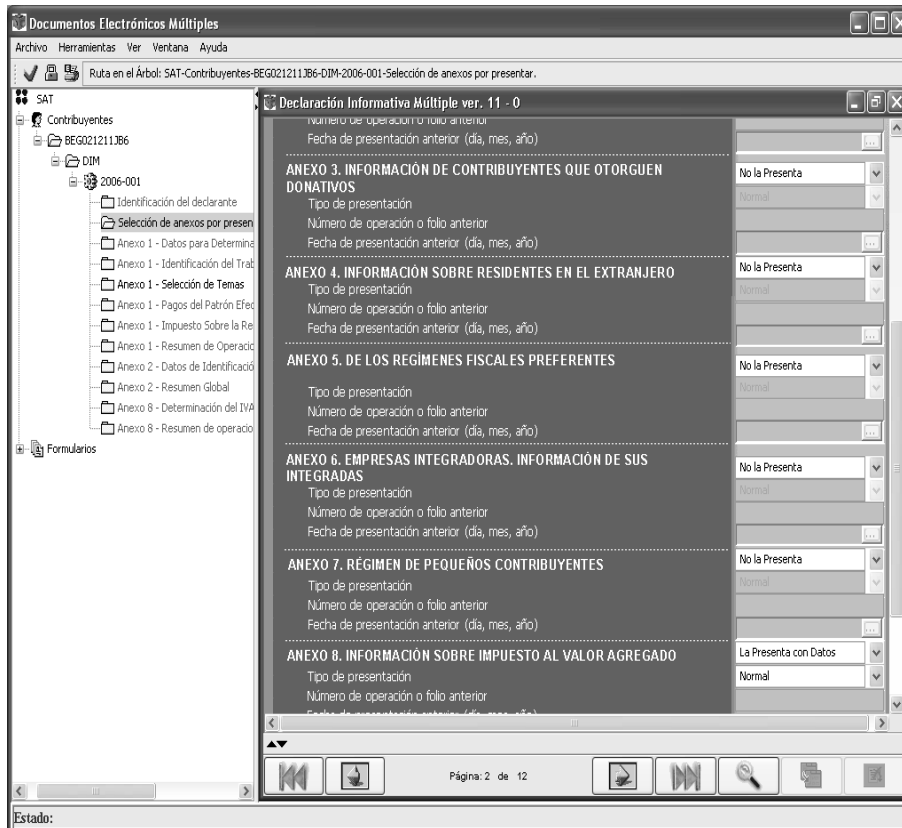 Documentos Electrónicos Múltiples
Archivo Herramientas Ver Ventana Ayuda
Ruta en el Árbol: SAT-Contribuyentes-BEG021211JB6-DIM-2006-001-Selección de anexos por presentar.
SAT
Contribuyentes
BEG021211JB6
DIM
2006-001
Identificación del declarante
Selección de anexos por presen
Anexo 1 - Datos para Determina
Anexo 1 - Identificación del Trab
Anexo 1 - Selección de Temas
Anexo 1 - Pagos del Patrón Efec
Anexo 1 - Impuesto Sobre la Re
Anexo 1 - Resumen de Operacio
Anexo 2 - Datos de Identificació
Anexo 2 - Resumen Global
Anexo 8 - Determinación del IVA
Anexo 8 - Resumen de operacio
Formularios
Declaración Informativa Múltiple ver. 11 - 0
Número de operación o folio anterior
Fecha de presentación anterior (día, mes, año)
...
ANEXO 3. INFORMACIÓN DE CONTRIBUYENTES QUE OTORGUEN
DONATIVOS
No la Presenta
Tipo de presentación
Normal
Número de operación o folio anterior
Fecha de presentación anterior (día, mes, año)
...
ANEXO 4. INFORMACIÓN SOBRE RESIDENTES EN EL EXTRANJERO
No la Presenta
Tipo de presentación
Normal
Número de operación o folio anterior
Fecha de presentación anterior (día, mes, año)
...
ANEXO 5. DE LOS REGÍMENES FISCALES PREFERENTES
No la Presenta
Tipo de presentación
Normal
Número de operación o folio anterior
Fecha de presentación anterior (día, mes, año)
...
ANEXO 6. EMPRESAS INTEGRADORAS. INFORMACIÓN DE SUS
INTEGRADAS
No la Presenta
Tipo de presentación
Normal
Número de operación o folio anterior
Fecha de presentación anterior (día, mes, año)
...
ANEXO 7. RÉGIMEN DE PEQUEÑOS CONTRIBUYENTES
No la Presenta
Tipo de presentación
Normal
Número de operación o folio anterior
Fecha de presentación anterior (día, mes, año)
...
ANEXO 8. INFORMACIÓN SOBRE IMPUESTO AL VALOR AGREGADO
La Presenta con Datos
Tipo de presentación
Normal
Número de operación o folio anterior
Fecha de presentación anterior (día, mes, año)
Página: 2 de 12
Estado: